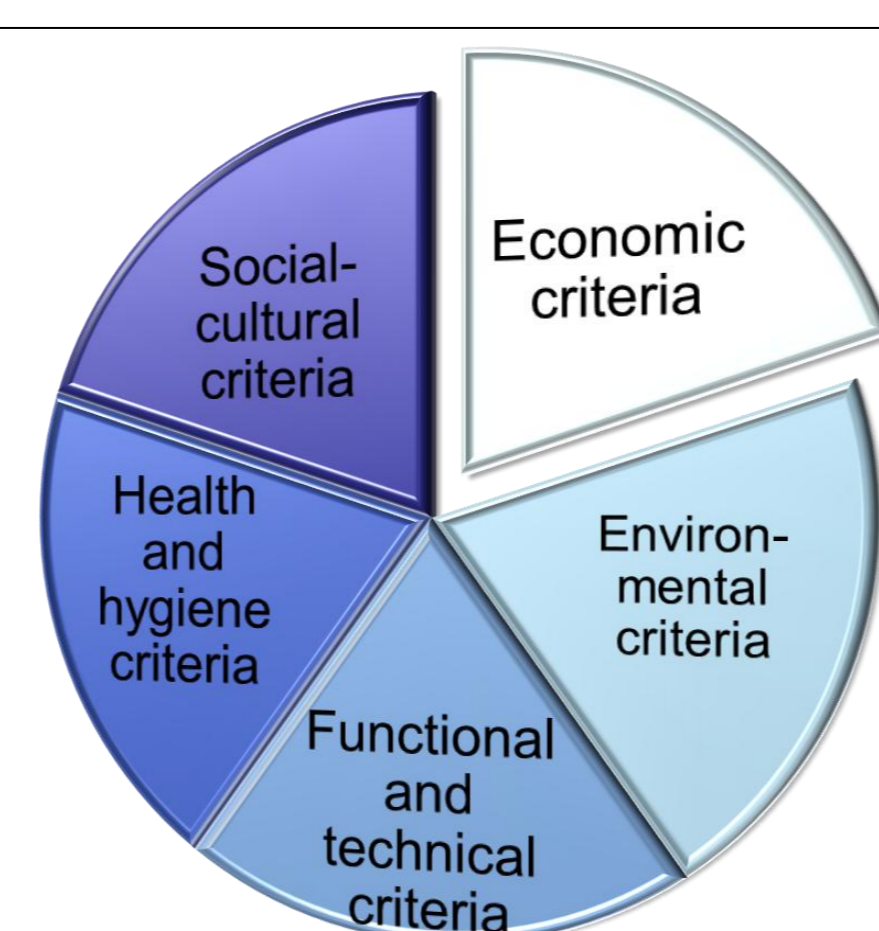 Economic
criteria
Environ-
mental
criteria
Functional
and
technical
criteria
Health
and
hygiene
criteria
Social-
cultural
criteria